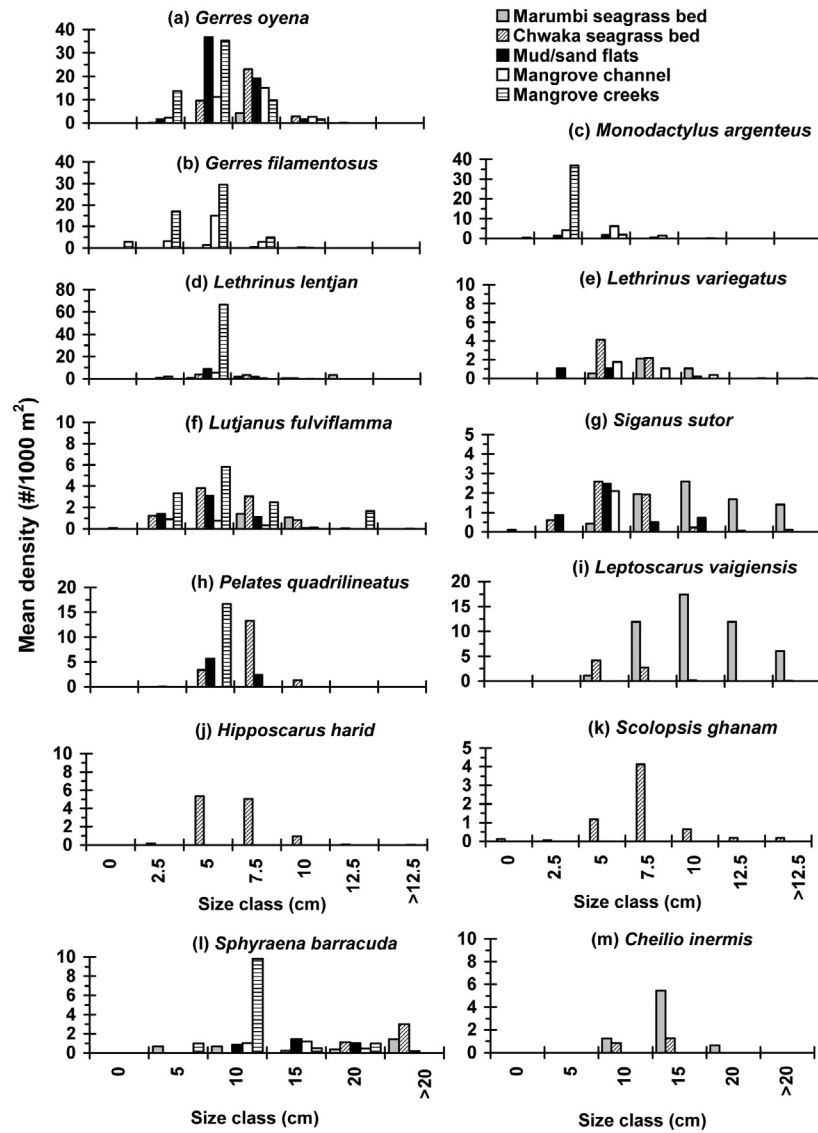 (a) Gerres oyena
40
30
20
10
0
Marumbi seagrass bed
Chwaka seagrass bed
Mud/sand flats
Mangrove channel
Mangrove creeks
(b) Gerres filamentosus
40
30
20
10
0
(c) Monodactylus argenteus
40
30
20
10
0
(d) Lethrinus lentjan
80
60
40
20
0
(e) Lethrinus variegatus
10
8
6
4
2
0
Mean density (#/1000 m²)
(f) Lutjanus fulviflamma
10
8
6
4
2
0
(g) Siganus sutor
5
4
3
2
1
0
(h) Pelates quadrilineatus
20
15
10
5
0
(i) Leptoscarus vaigiensis
20
15
10
5
0
(j) Hipposcarus harid
10
8
6
4
2
0
0 2.5 5 7.5 10 12.5 >12.5
Size class (cm)
(k) Scolopsis ghanam
5
4
3
2
1
0
0 2.5 5 7.5 10 12.5 >12.5
Size class (cm)
(l) Sphyraena barracuda
10
8
6
4
2
0
0 5 10 15 20 >20
Size class (cm)
(m) Cheilio inermis
10
8
6
4
2
0
0 5 10 15 20 >20
Size class (cm)